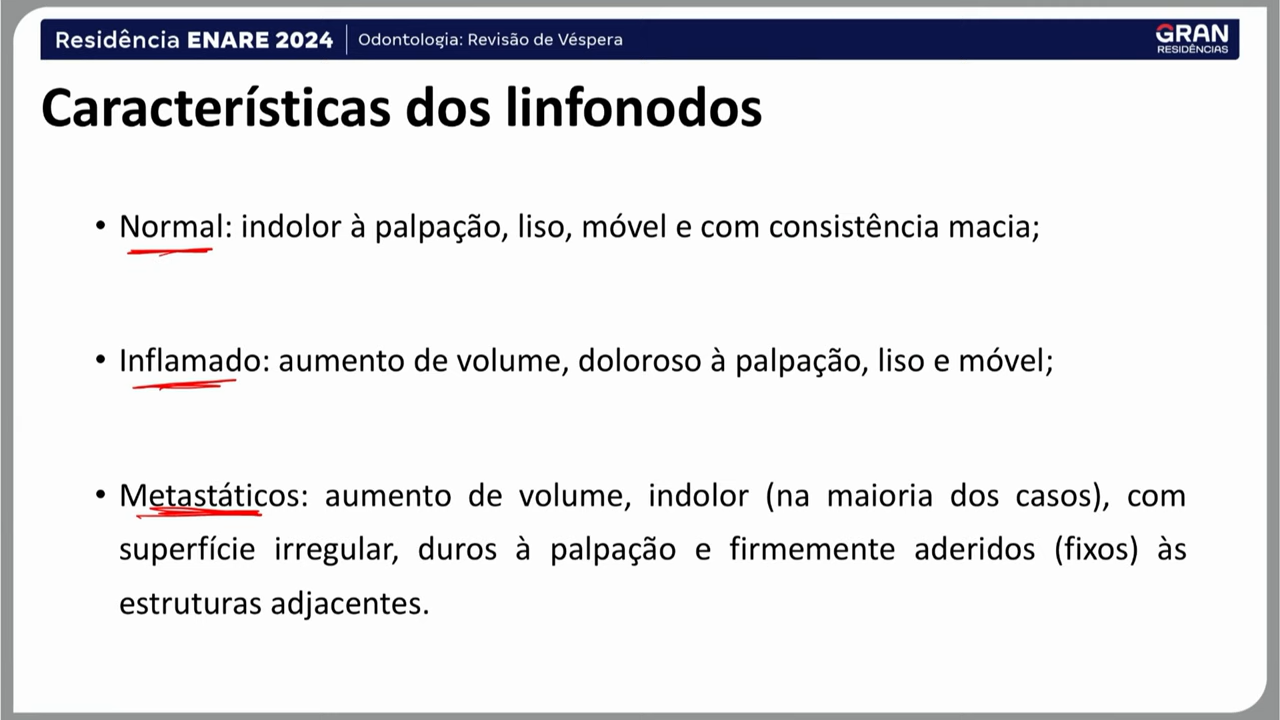 Residência ENARE 2024 | Odontologia: Revisão de Véspera
GRAN
RESIDÊNCIAS
Características dos linfonodos
• Normal: indolor à palpação, liso, móvel e com consistência macia;
• Inflamado: aumento de volume, doloroso à palpação, liso e móvel;
• Metastáticos: aumento de volume, indolor (na maioria dos casos), com
superfície irregular, duros à palpação e firmemente aderidos (fixos) às
estruturas adjacentes.